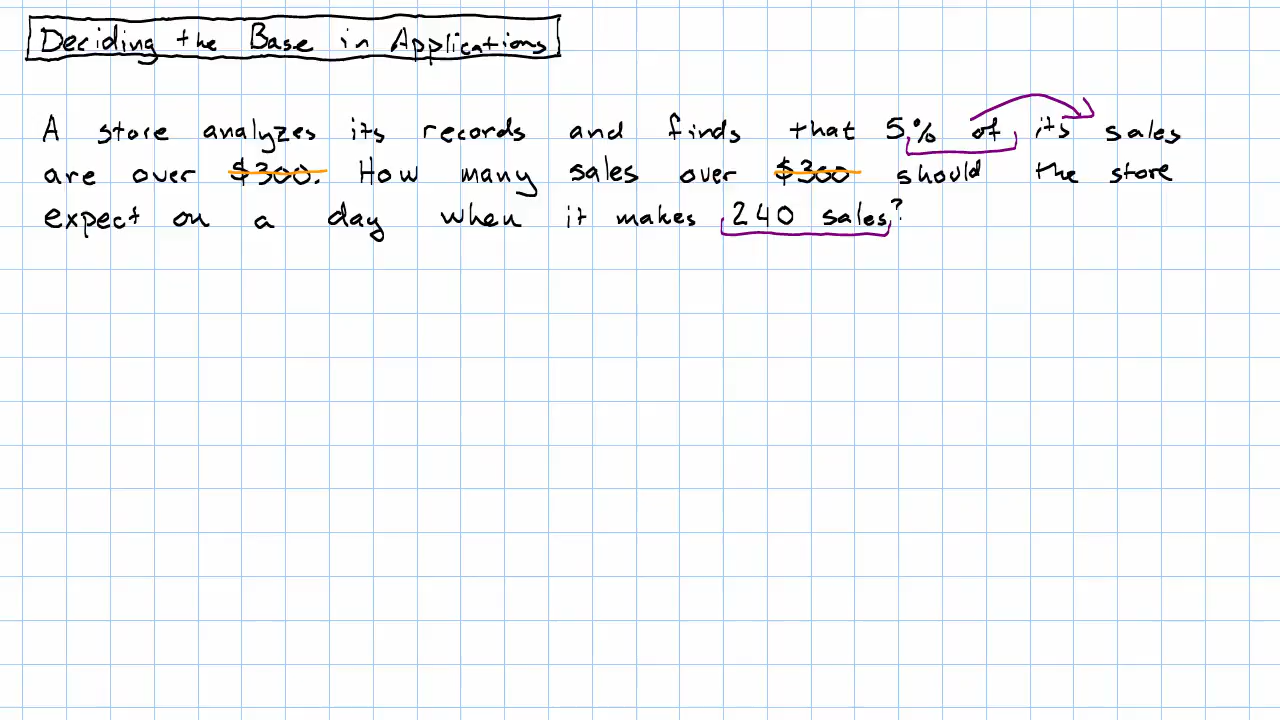 Deciding the Base in Applications
A store analyzes its records and finds that 5% of its sales
are over $300. How many sales over $300 should the store
expect on a day when it makes 240 sales?